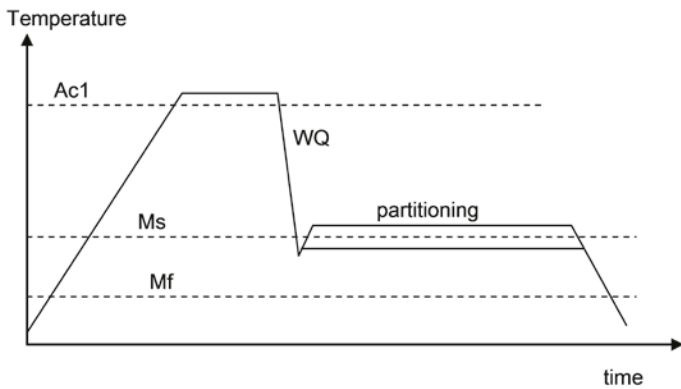 Temperature
Ac1
WQ
partitioning
Ms
Mf
time